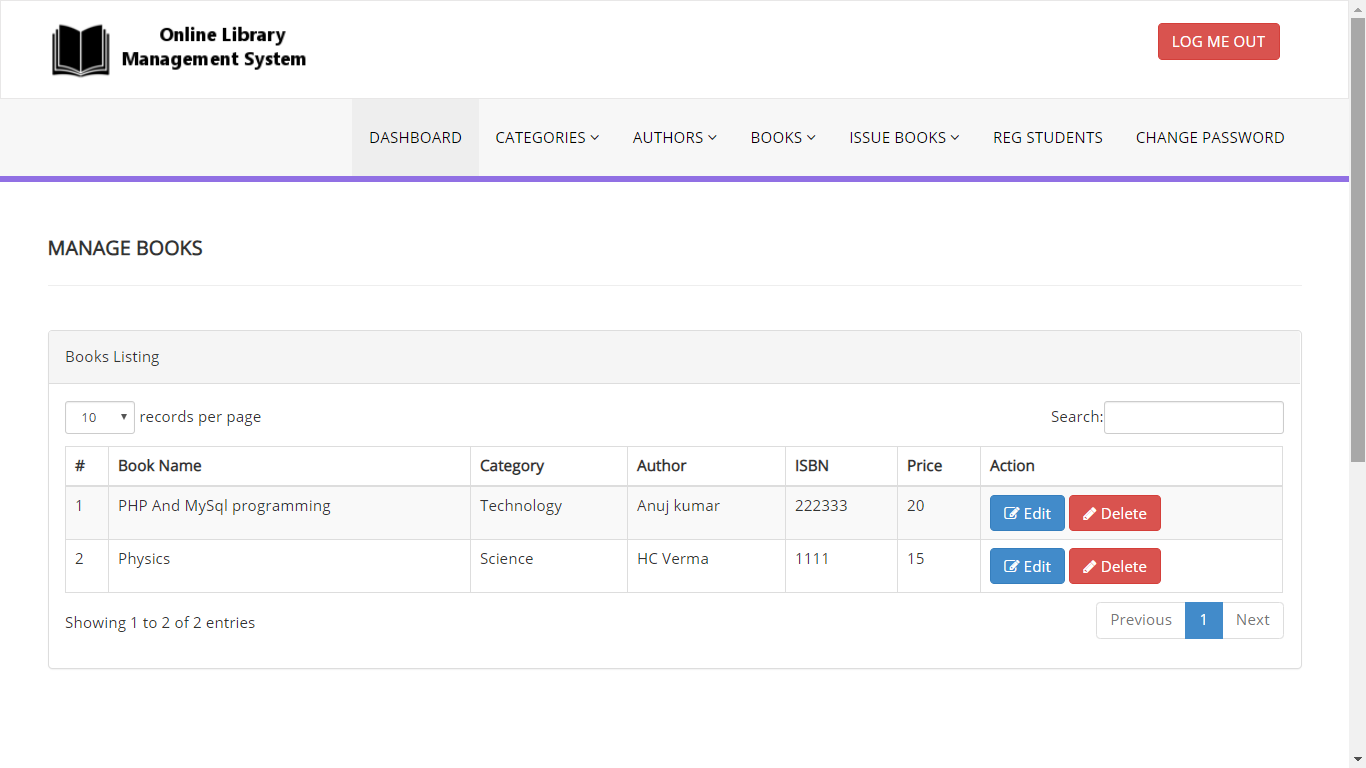 Online Library
Management System
LOG ME OUT
DASHBOARD CATEGORIES AUTHORS BOOKS ISSUE BOOKS REG STUDENTS CHANGE PASSWORD
MANAGE BOOKS
Books Listing
10 records per page Search:
# Book Name Category Author ISBN Price Action
1 PHP And MySql programming Technology Anuj kumar 222333 20 Edit Delete
2 Physics Science HC Verma 1111 15 Edit Delete
Showing 1 to 2 of 2 entries Previous 1 Next